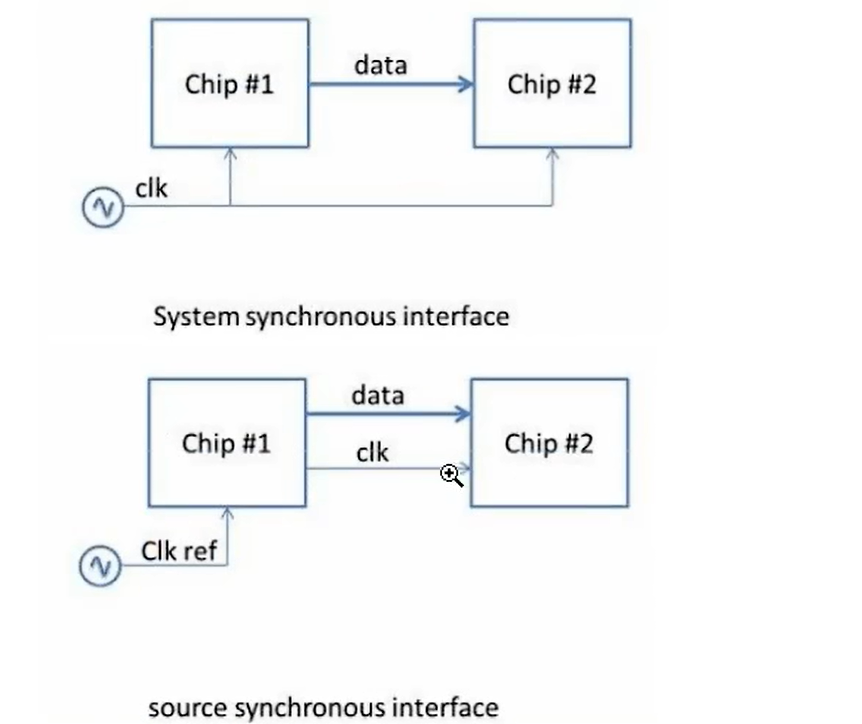 Chip #1
data
Chip #2
clk
System synchronous interface
Chip #1
data
clk
Chip #2
Clk ref
source synchronous interface